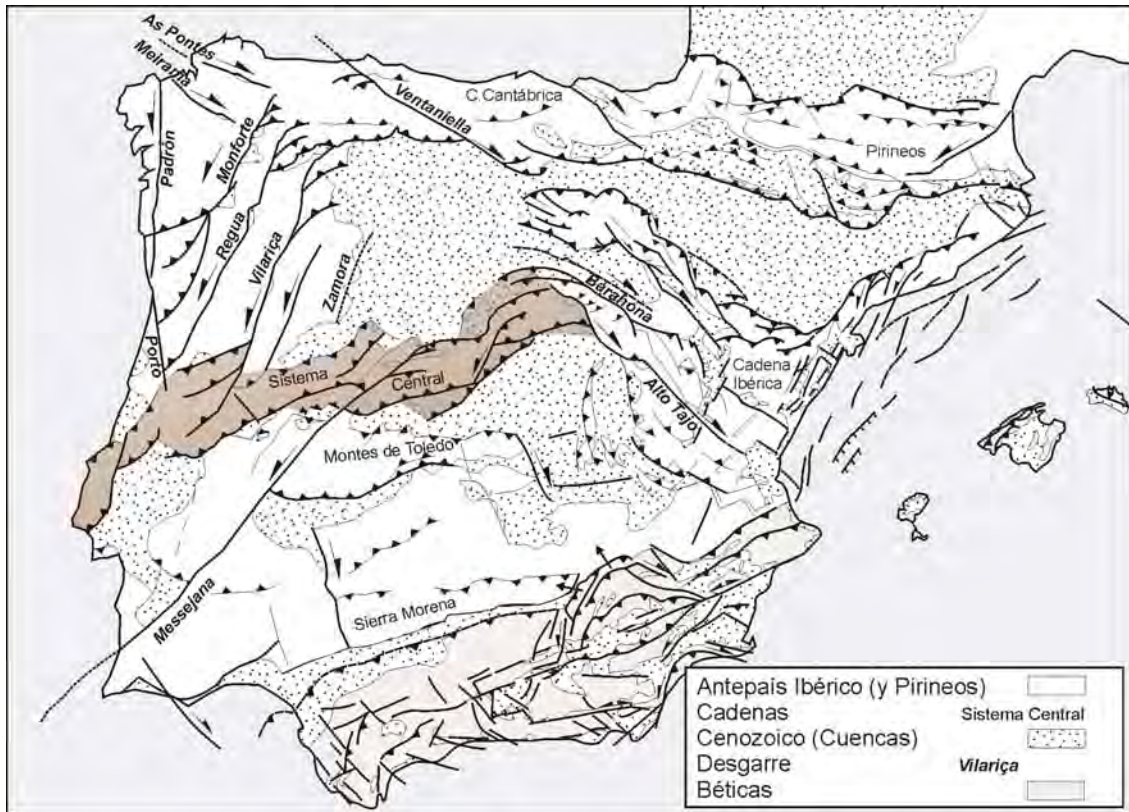 As Pontes
Meirama
Ventaniella
C.Cantábrica
Pirineos
Padrón
Monforte
Regua
Vilariça
Zamora
Barahona
Porto
Sistema
Central
Cadena
Ibérica
Alto Tajo
Montes de Toledo
Messejana
Sierra Morena
Antepaís Ibérico (y Pirineos)
Cadenas Sistema Central
Cenozoico (Cuencas)
Desgarre Vilariça
Béticas